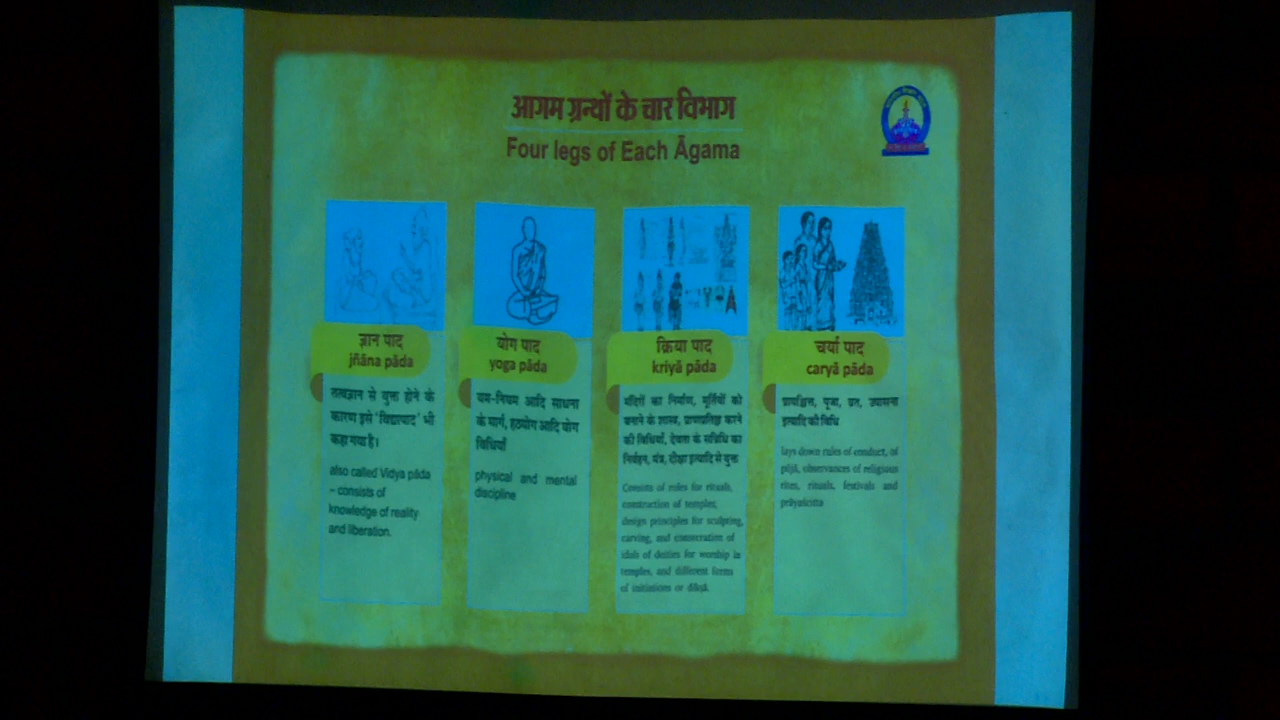 आगम ग्रन्थों के चार विभाग
Four legs of Each Āgama
ज्ञान पाद
jñāna pāda
तत्वज्ञान से युक्त होने के
कारण इसे 'विद्यापाद' भी
कहा गया है।
also called Vidya pāda
– consists of
knowledge of reality
and liberation.
योग पाद
yoga pāda
यम-नियम आदि साधना
के मार्ग, हठयोग आदि योग
विधियाँ
physical and mental
discipline
क्रिया पाद
kriyā pāda
मंदिरों का निर्माण, मूर्तियों को
बनाने के शास्त्र, प्राणप्रतिष्ठा करने
की विधियाँ, देवता के सन्निधि का
निर्वहन, यंत्र, दीक्षा इत्यादि से युक्त
Consists of rules for rituals,
construction of temples,
design principles for sculpting,
carving, and consecration of
idols of deities for worship in
temples, and different forms
of initiations or dīkṣā.
चर्या पाद
caryā pāda
प्रायश्चित्त, पूजा, व्रत, उपासना
इत्यादि की विधि
lays down rules of conduct, of
pūjā, observances of religious
rites, rituals, festivals and
prāyaścitta